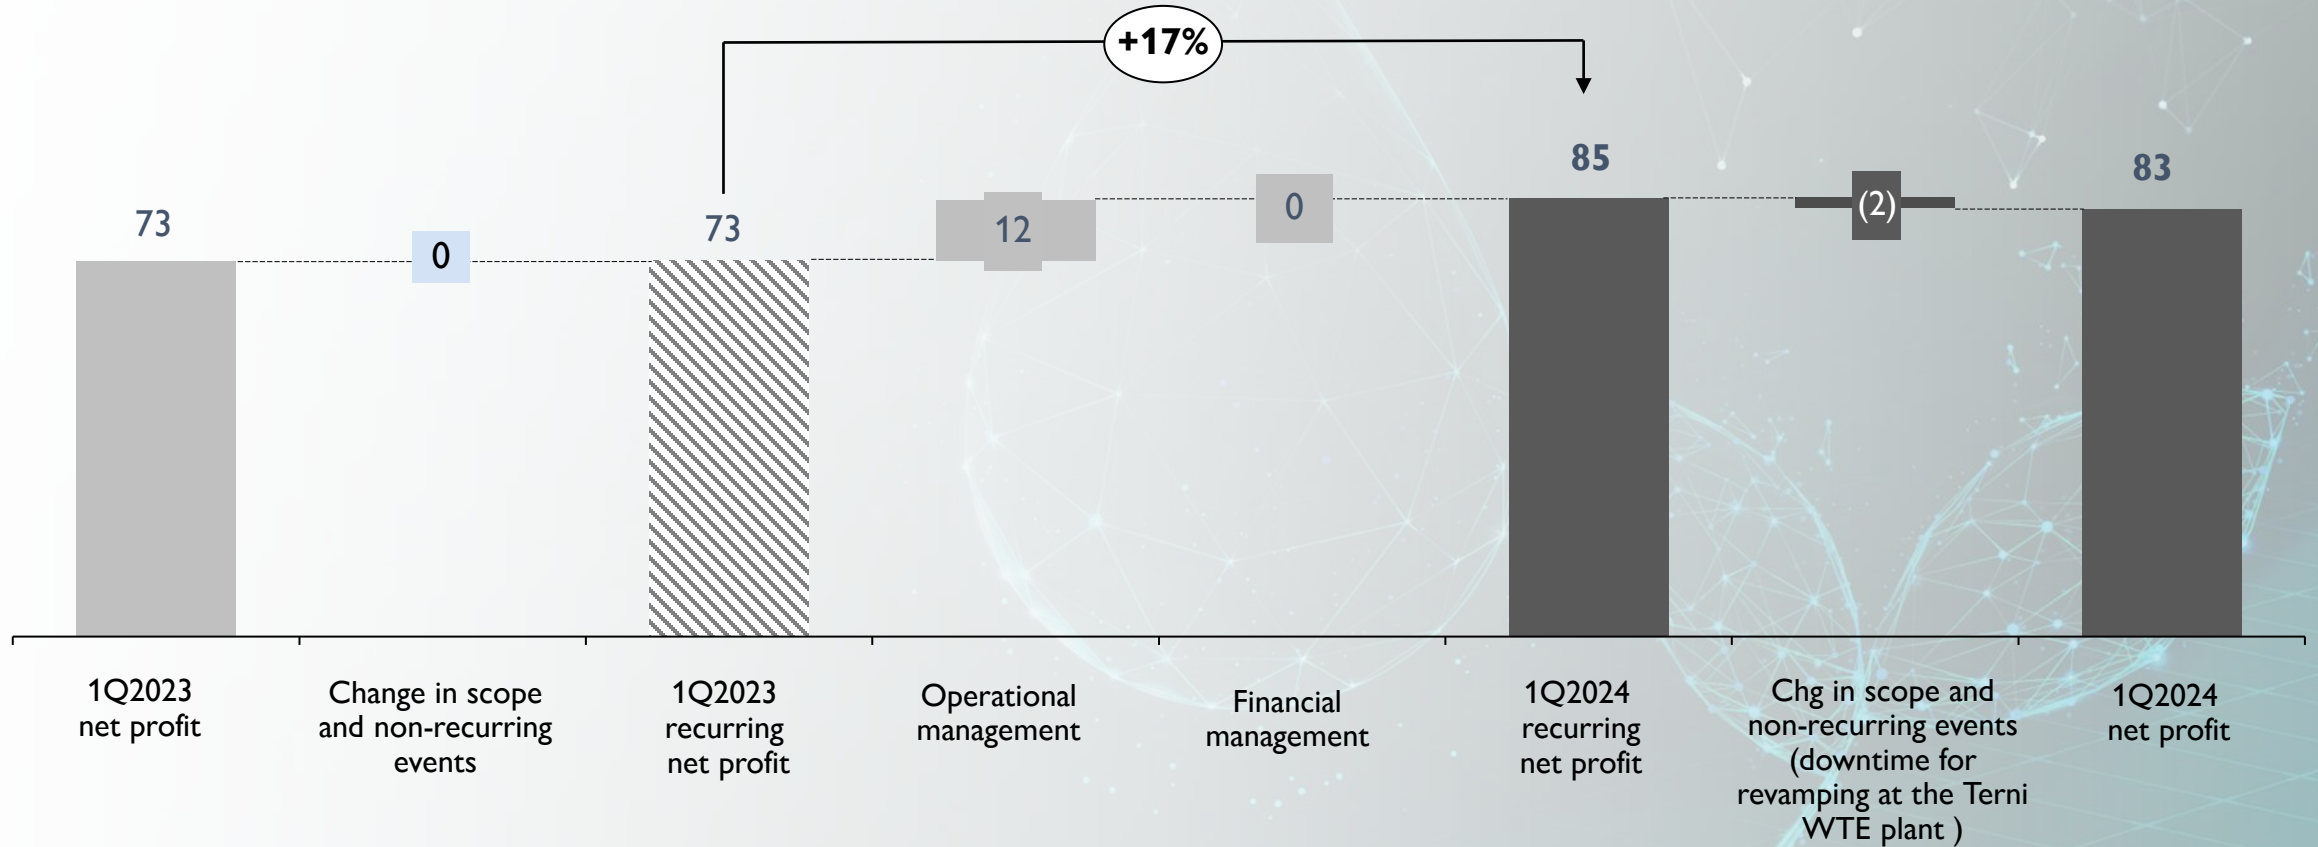 +17%
73
0
73
12
0
85
(2)
83
1Q2023
net profit
Change in scope
and non-recurring
events
1Q2023
recurring
net profit
Operational
management
Financial
management
1Q2024
recurring
net profit
Chg in scope and
non-recurring events
(downtime for
revamping at the Terni
WTE plant )
1Q2024
net profit